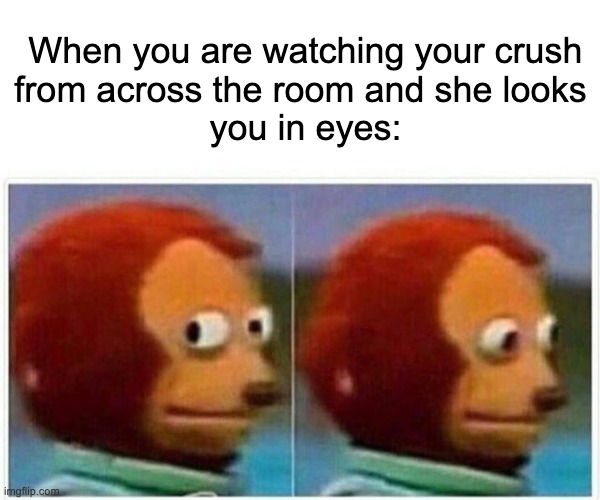 When you are watching your crush
from across the room and she looks
you in eyes:
imgflip.com